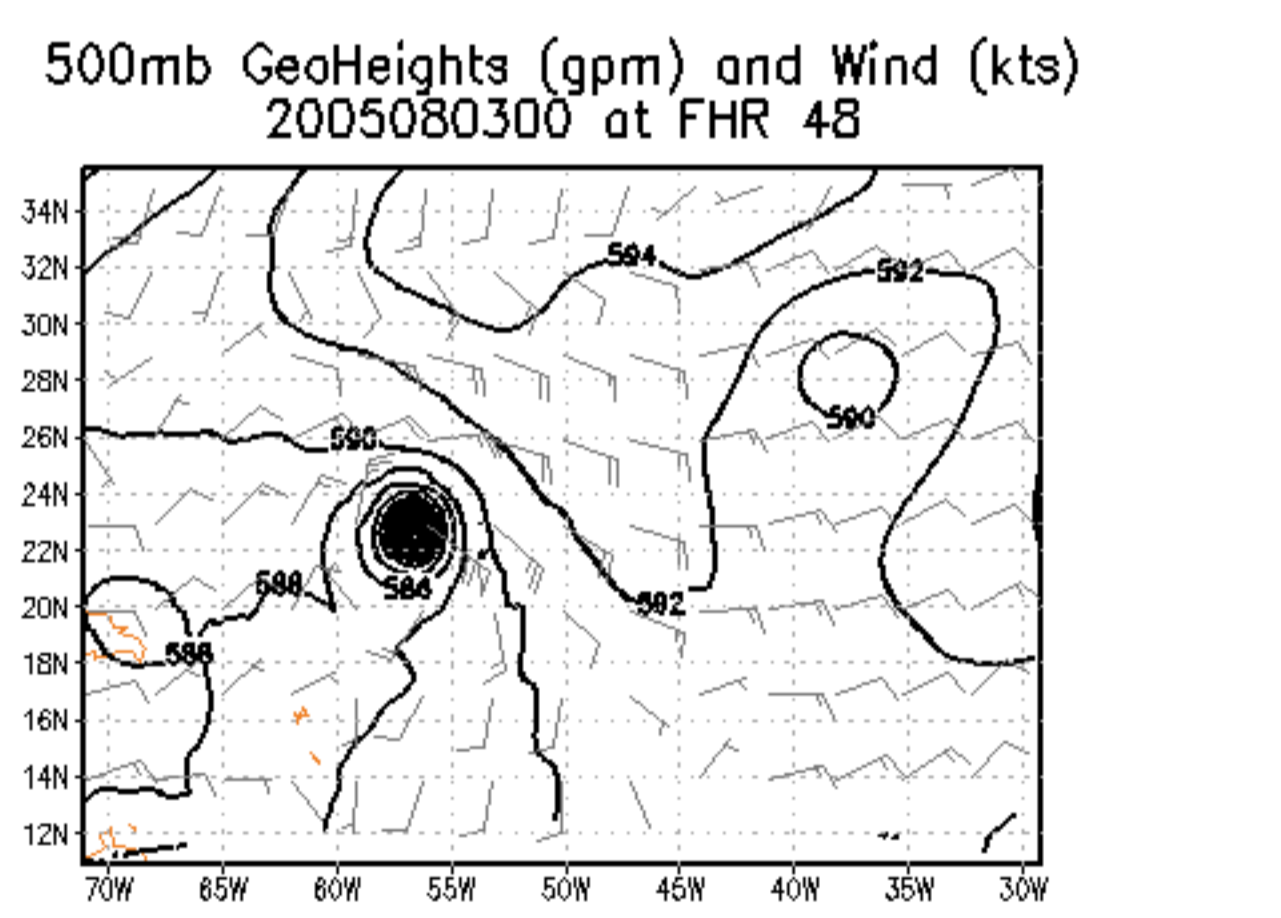 500mb GeoHeights (gpm) and Wind (kts)
2005080300 at FHR 48
34N
594
32N
592
30N
28N
590
26N
590
24N
22N
588
586
592
20N
588
18N
16N
14N
12N
70W 65W 60W 55W 50W 45W 40W 35W 30W